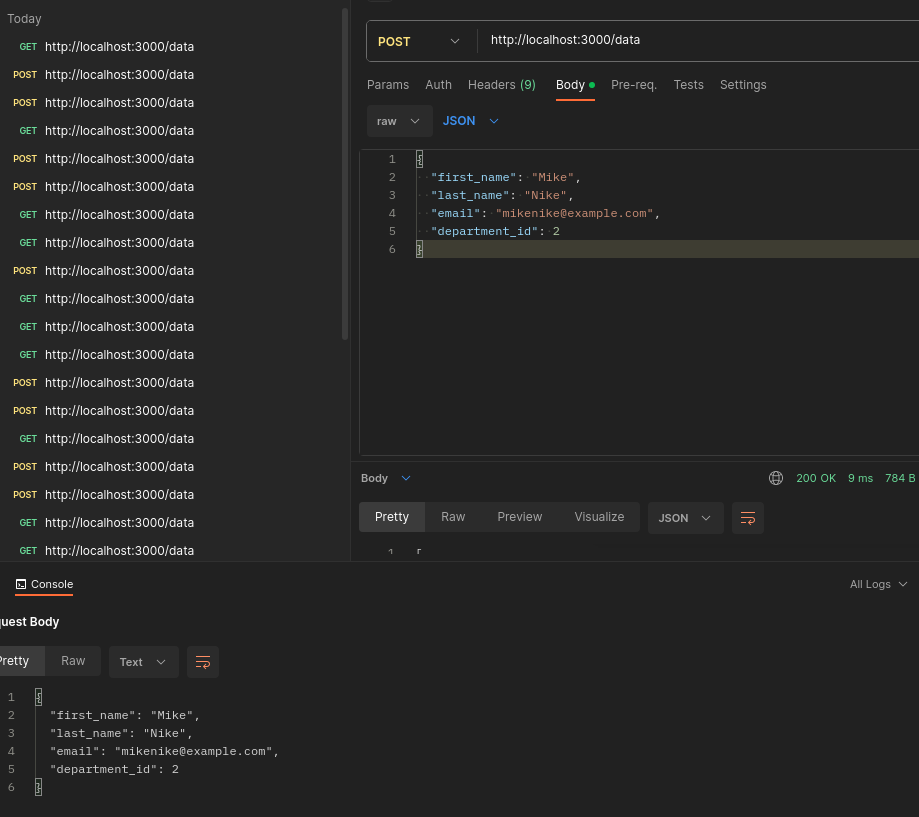 Today
GET http://localhost:3000/data
POST http://localhost:3000/data
POST http://localhost:3000/data
GET http://localhost:3000/data
POST http://localhost:3000/data
POST http://localhost:3000/data
GET http://localhost:3000/data
GET http://localhost:3000/data
POST http://localhost:3000/data
GET http://localhost:3000/data
GET http://localhost:3000/data
GET http://localhost:3000/data
POST http://localhost:3000/data
POST http://localhost:3000/data
GET http://localhost:3000/data
POST http://localhost:3000/data
POST http://localhost:3000/data
GET http://localhost:3000/data
GET http://localhost:3000/data
POST http://localhost:3000/data
Params Auth Headers (9) Body Pre-req. Tests Settings
raw JSON
1 {
2 "first_name": "Mike",
3 "last_name": "Nike",
4 "email": "mikenike@example.com",
5 "department_id": 2
6 }
Body 200 OK 9 ms 784 B
Pretty Raw Preview Visualize JSON
1 [
Console All Logs
uest Body
Pretty Raw Text
1 {
2 "first_name": "Mike",
3 "last_name": "Nike",
4 "email": "mikenike@example.com",
5 "department_id": 2
6 }